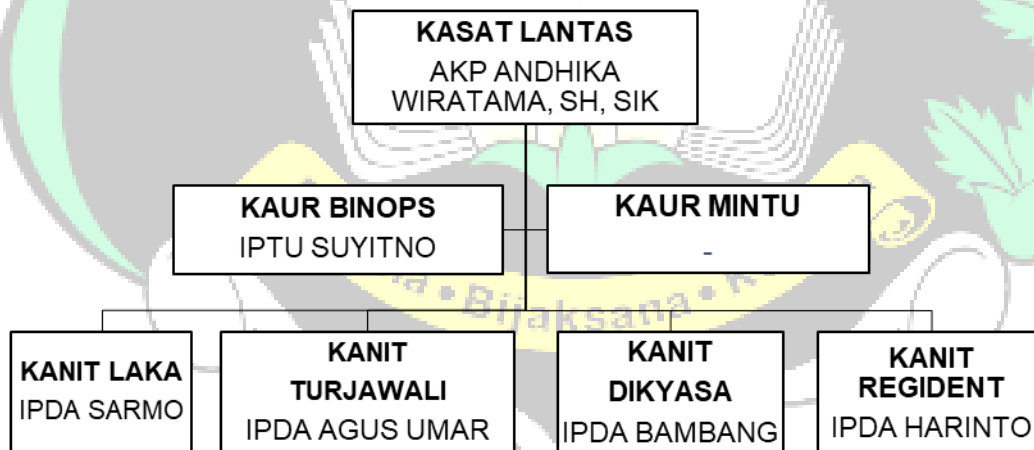 KASAT LANTAS
AKP ANDHIKA
WIRATAMA, SH, SIK
KAUR BINOPS
IPTU SUYITNO
KAUR MINTU
-
Bijaksana
KANIT LAKA
IPDA SARMO
KANIT
TURJAWALI
IPDA AGUS UMAR
KANIT
DIKYASA
IPDA BAMBANG
KANIT
REGIDENT
IPDA HARINTO